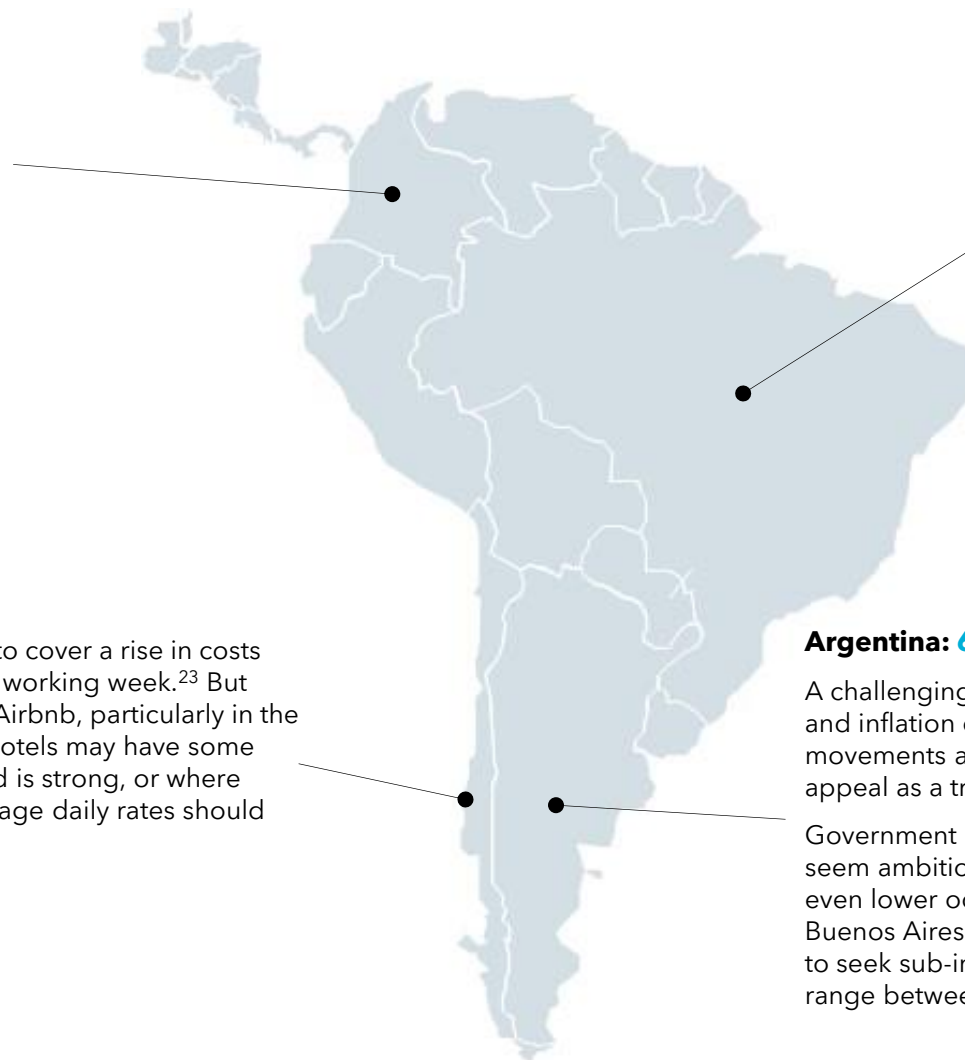 to cover a rise in costs
working week.23 But
Airbnb, particularly in the
otels may have some
d is strong, or where
age daily rates should
Argentina:
A challenging
and inflation
movements a
appeal as a tr
Government
seem ambitio
even lower oc
Buenos Aires
to seek sub-in
range betwee